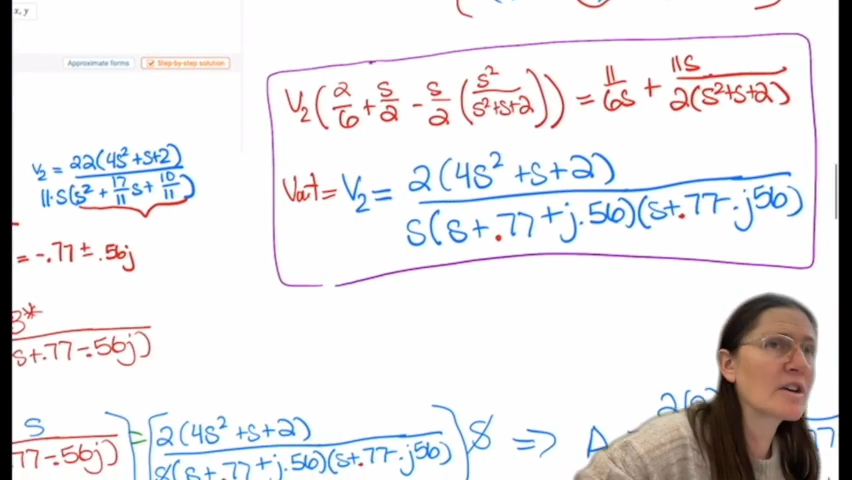 x, y
Approximate forms
Step-by-step solution
V₂(2/6 + s/2 - s/2 (s²/(s²+s+2))) = 11/6s + 11s/2(s²+s+2)
V₂ = 22(4s²+s+2)/11·s(s² + 17/11 s + 10/11)
Vout = V₂ = 2(4s²+s+2)/s(s+.77+j.56)(s+.77-.j56)
= -.77 ± .56j
B*
s+.77-.56j)
s
.77-.56j)
= [2(4s²+s+2)/s(s+.77+j.56)(s+.77-j.56)] s ⇒ A